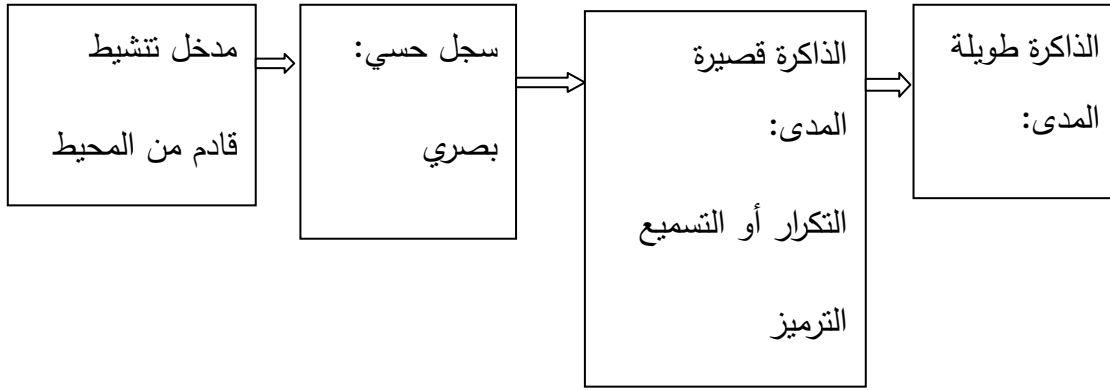 مدخل تنشيط
قادم من المحيط
سجل حسي:
بصري
الذاكرة قصيرة
المدى:
التكرار أو التسميع
الترميز
الذاكرة طويلة
المدى: